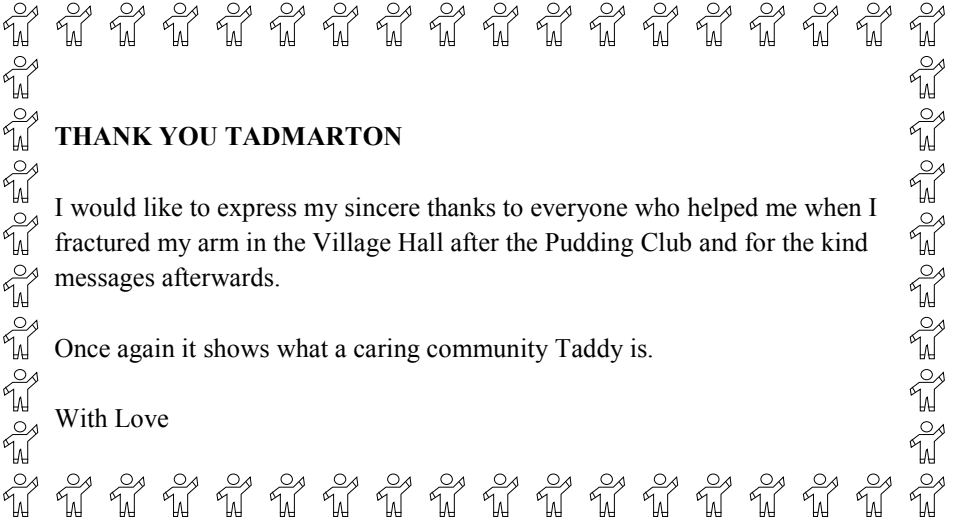 THANK YOU TADMARTON
I would like to express my sincere thanks to everyone who helped me when I
fractured my arm in the Village Hall after the Pudding Club and for the kind
messages afterwards.
Once again it shows what a caring community Taddy is.
With Love